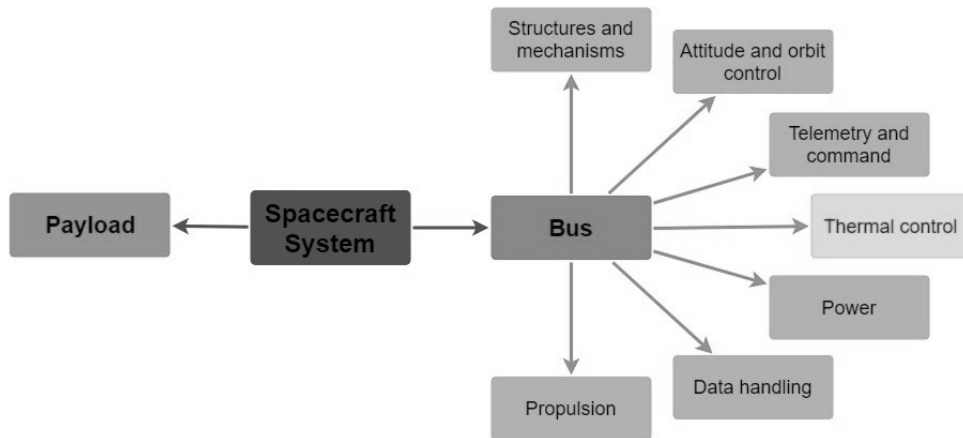 Structures and
mechanisms
Attitude and orbit
control
Telemetry and
command
Payload
Spacecraft
System
Bus
Thermal control
Power
Data handling
Propulsion